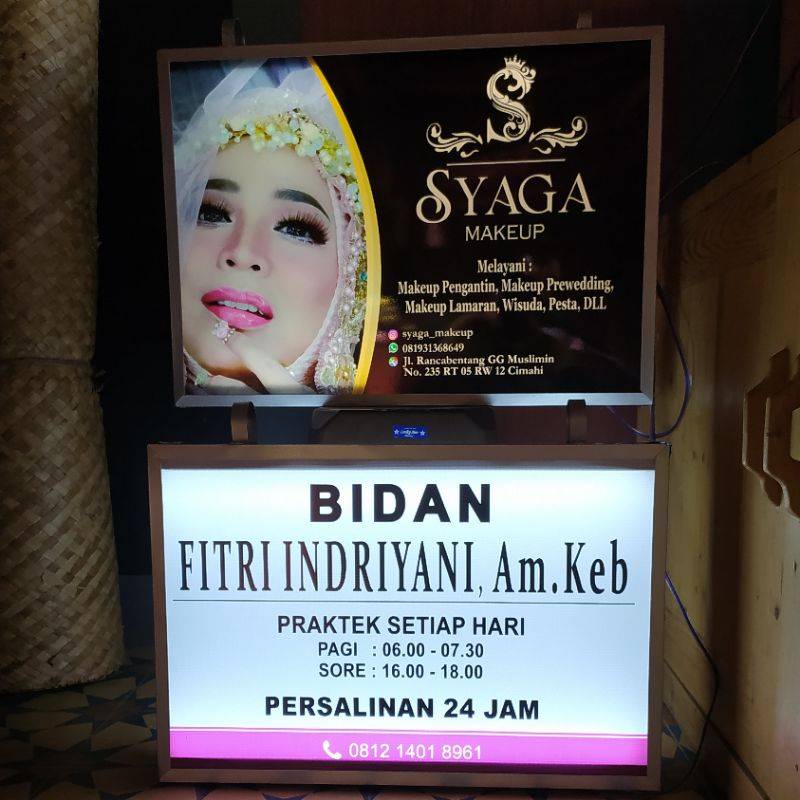 S
SYAGA
MAKEUP
Melayani :
Makeup Pengantin, Makeup Prewedding,
Makeup Lamaran, Wisuda, Pesta, DLL
syaga_makeup
081931368649
Jl. Rancabentang GG Muslimin
No. 235 RT 05 RW 12 Cimahi
BIDAN
FITRI INDRIYANI, Am.Keb
PRAKTEK SETIAP HARI
PAGI : 06.00 - 07.30
SORE : 16.00 - 18.00
PERSALINAN 24 JAM
0812 1401 8961